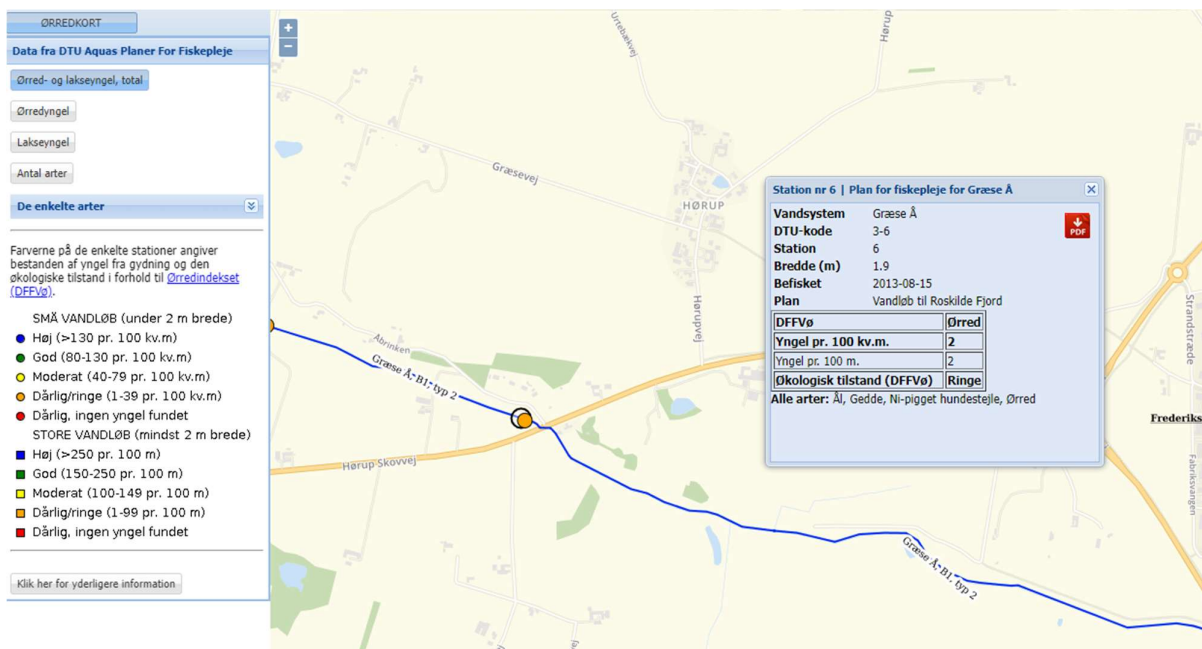 ØRREDKORT
Data fra DTU Aquas Planer For Fiskepleje
Ørred- og lakseyngel, total
Ørredyngel
Lakseyngel
Antal arter
De enkelte arter
Farverne på de enkelte stationer angiver
bestanden af yngel fra gydning og den
økologiske tilstand i forhold til Ørredindekset
(DFFVø).
SMÅ VANDLØB (under 2 m brede)
Høj (>130 pr. 100 kv.m)
God (80-130 pr. 100 kv.m)
Moderat (40-79 pr. 100 kv.m)
Dårlig/ringe (1-39 pr. 100 kv.m)
Dårlig, ingen yngel fundet
STORE VANDLØB (mindst 2 m brede)
Høj (>250 pr. 100 m)
God (150-250 pr. 100 m)
Moderat (100-149 pr. 100 m)
Dårlig/ringe (1-99 pr. 100 m)
Dårlig, ingen yngel fundet
Klik her for yderligere information
+
−
Urtebækvej
Hørup
Græsevej
HØRUP
Hørupvej
Åbrinken
Græse Å, B1, typ 2
Hørup Skovvej
Græse Å, B1, typ 2
Strandstræde
Frederiks
Fabriksvangen
Station nr 6 | Plan for fiskepleje for Græse Å
Vandsystem Græse Å
DTU-kode 3-6
PDF
Station 6
Bredde (m) 1.9
Befisket 2013-08-15
Plan Vandløb til Roskilde Fjord
DFFVø Ørred
Yngel pr. 100 kv.m. 2
Yngel pr. 100 m. 2
Økologisk tilstand (DFFVø) Ringe
Alle arter: Ål, Gedde, Ni-pigget hundestejle, Ørred